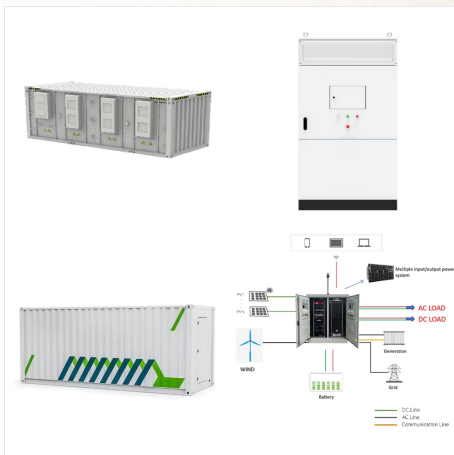 Multiple input/output power
system
PV1
PV2
AC LOAD
DC LOAD
WIND
Generation
Grid
Battery
DC Line
AC Line
Communication Line